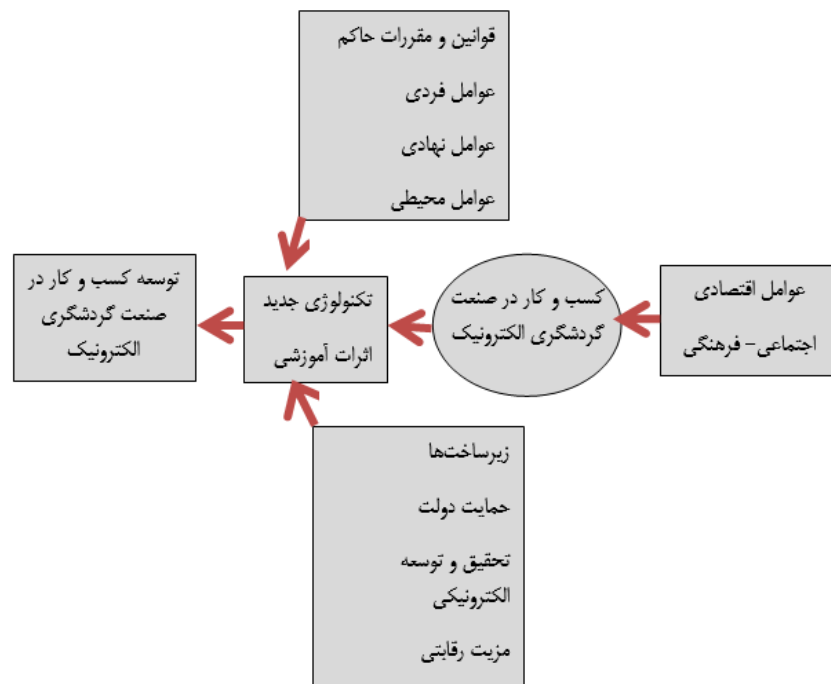 قوانین و مقررات حاکم
عوامل فردی
عوامل نهادی
عوامل محیطی
عوامل اقتصادی
اجتماعی- فرهنگی
کسب و کار در صنعت
گردشگری الکترونیک
تکنولوژی جدید
اثرات آموزشی
توسعه کسب و کار در
صنعت گردشگری
الکترونیک
زیرساخت‌ها
حمایت دولت
تحقیق و توسعه
الکترونیکی
مزیت رقابتی